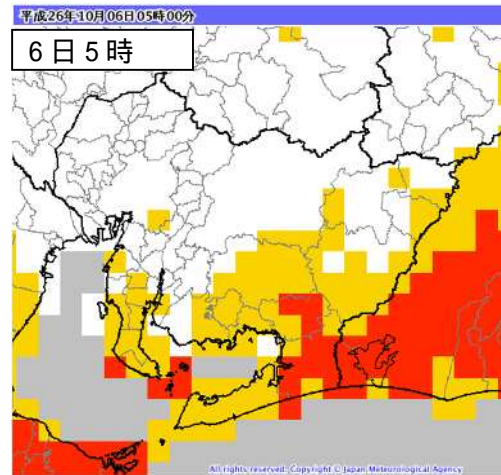 平成26年10月06日05時00分
6日5時
All rights reserved. Copyright © Japan Meteorological Agency